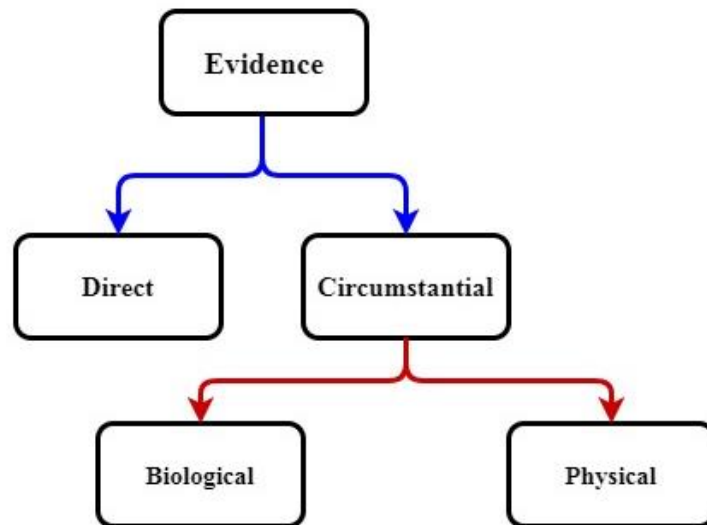 Evidence
Direct
Circumstantial
Biological
Physical